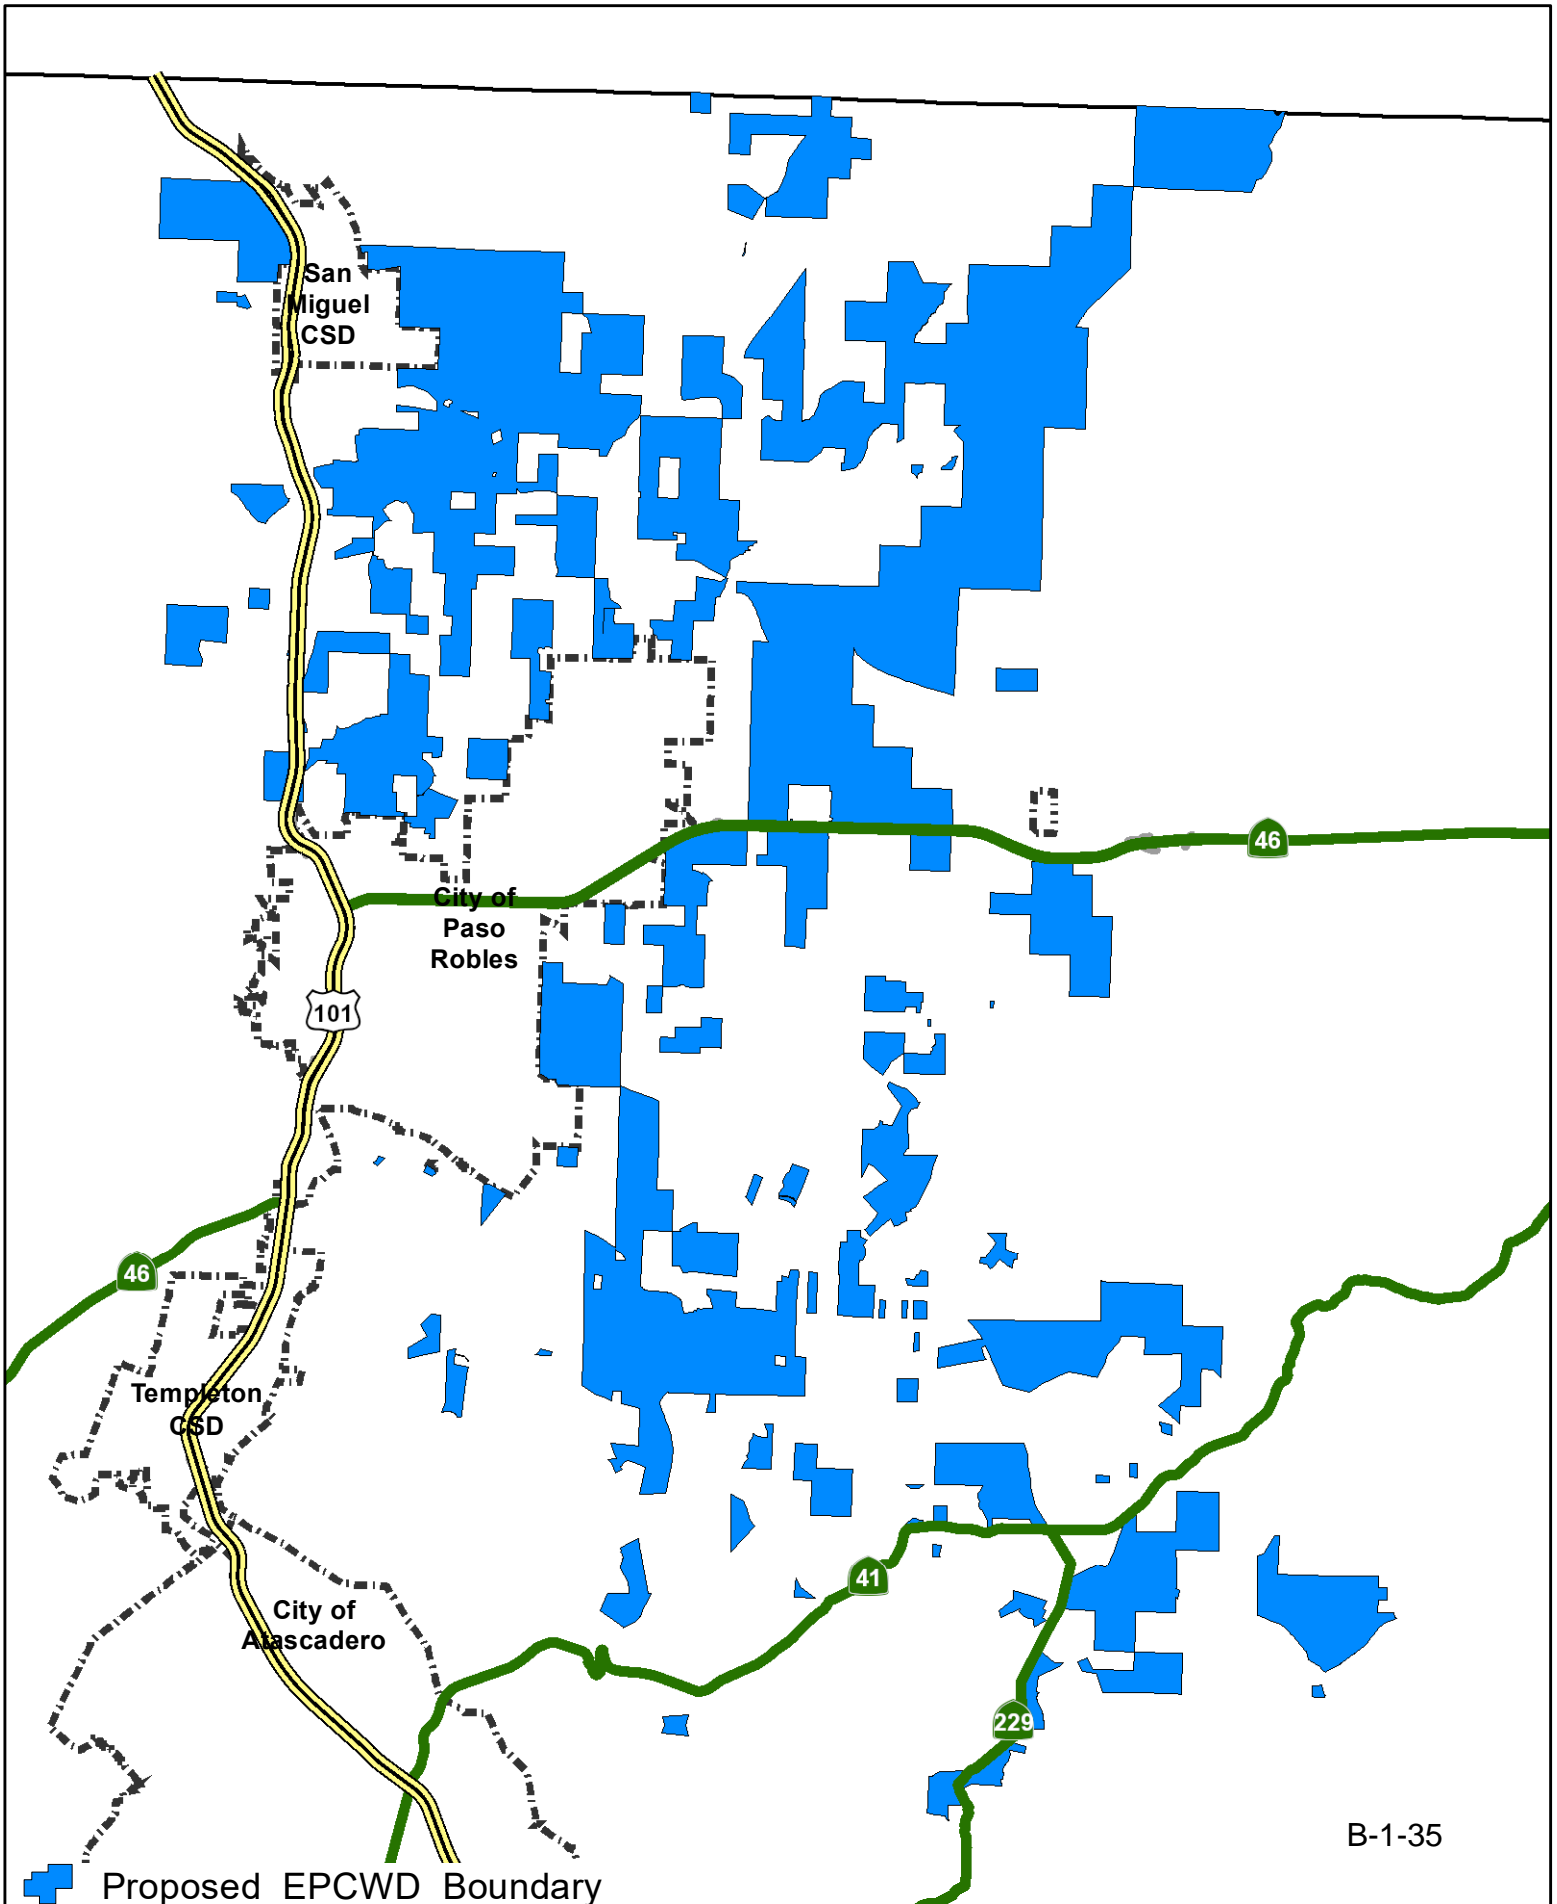 San
Miguel
CSD
46
City of
Paso
Robles
101
46
Templeton
CSD
41
City of
Atascadero
229
B-1-35
Proposed EPCWD Boundary